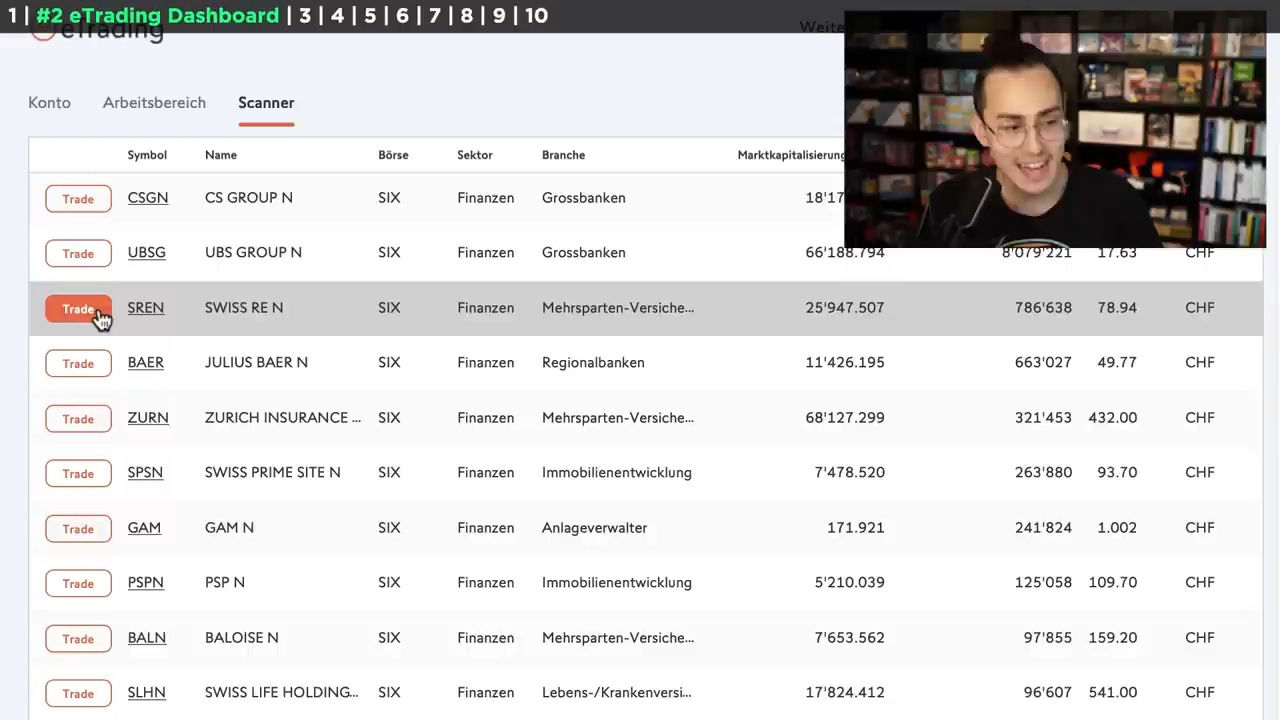 1 | #2 eTrading Dashboard | 3 | 4 | 5 | 6 | 7 | 8 | 9 | 10
eTrading
Konto Arbeitsbereich Scanner
Symbol Name Börse Sektor Branche Marktkapitalisierung
Trade CSGN CS GROUP N SIX Finanzen Grossbanken
Trade UBSG UBS GROUP N SIX Finanzen Grossbanken 66'188.794 8'079'221 17.63 CHF
Trade SREN SWISS RE N SIX Finanzen Mehrsparten-Versiche... 25'947.507 786'638 78.94 CHF
Trade BAER JULIUS BAER N SIX Finanzen Regionalbanken 11'426.195 663'027 49.77 CHF
Trade ZURN ZURICH INSURANCE ... SIX Finanzen Mehrsparten-Versiche... 68'127.299 321'453 432.00 CHF
Trade SPSN SWISS PRIME SITE N SIX Finanzen Immobilienentwicklung 7'478.520 263'880 93.70 CHF
Trade GAM GAM N SIX Finanzen Anlageverwalter 171.921 241'824 1.002 CHF
Trade PSPN PSP N SIX Finanzen Immobilienentwicklung 5'210.039 125'058 109.70 CHF
Trade BALN BALOISE N SIX Finanzen Mehrsparten-Versiche... 7'653.562 97'855 159.20 CHF
Trade SLHN SWISS LIFE HOLDING... SIX Finanzen Lebens-/Krankenversi... 17'824.412 96'607 541.00 CHF